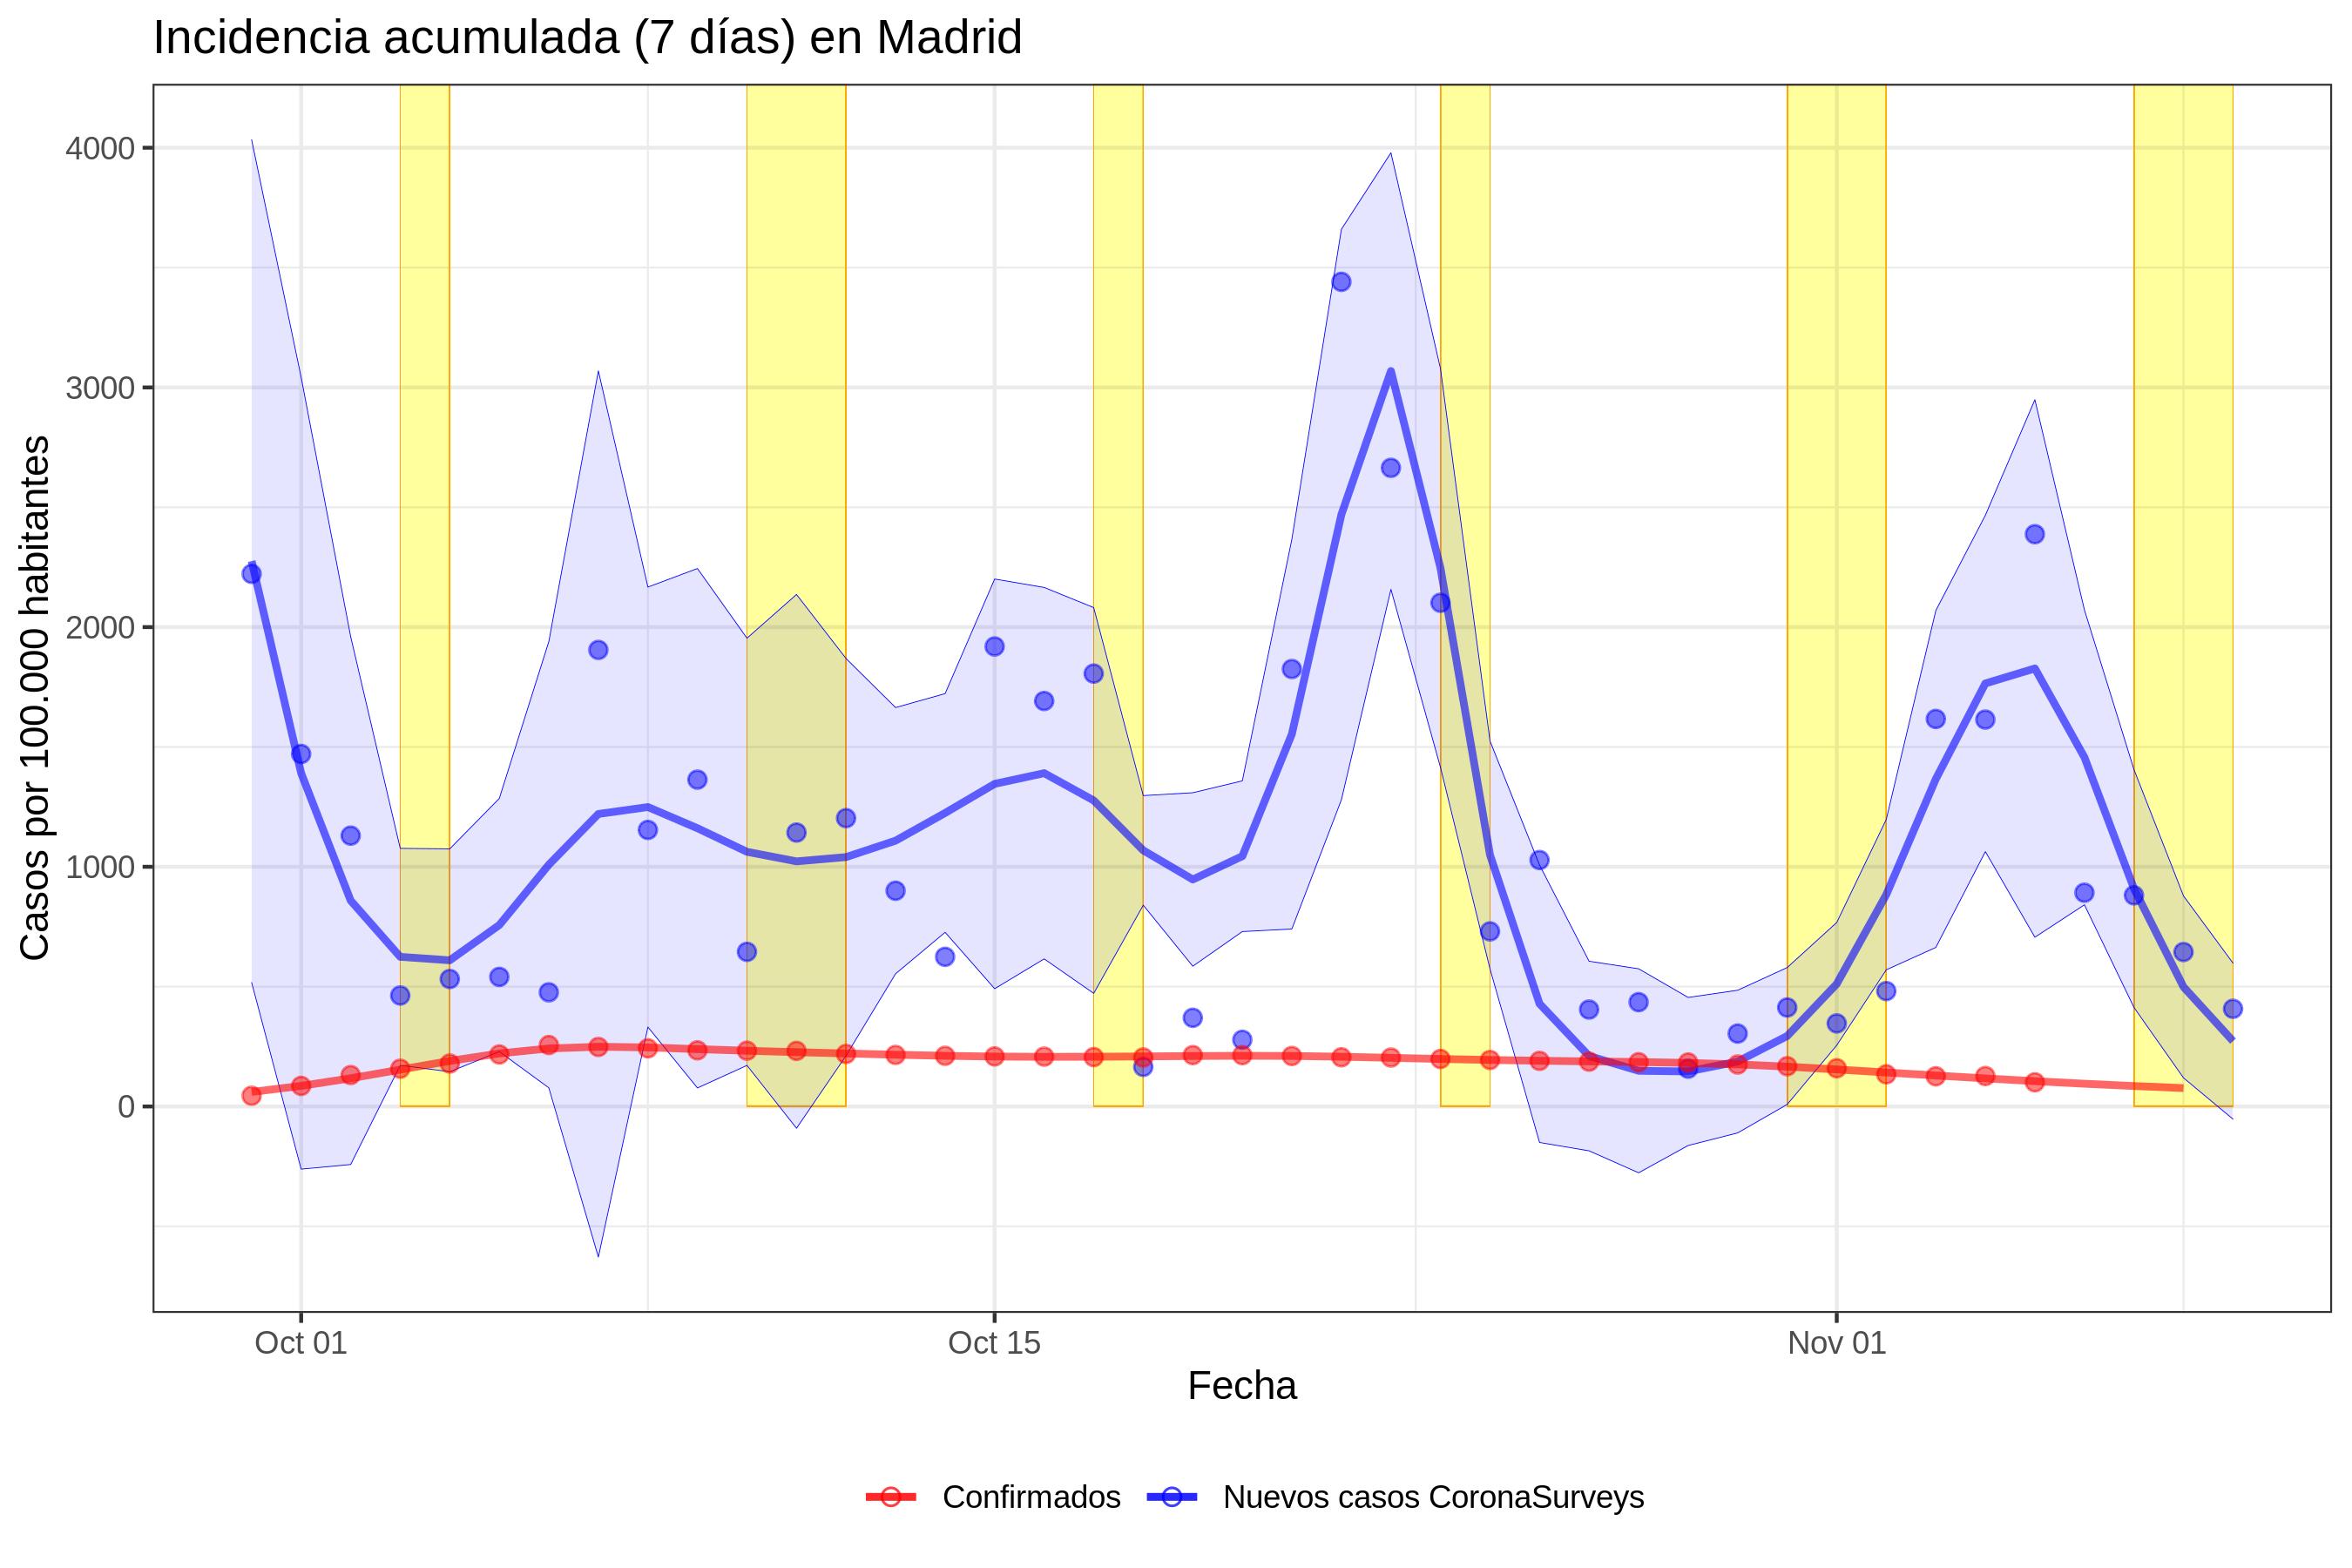 Incidencia acumulada (7 días) en Madrid
Casos por 100.000 habitantes
4000
3000
2000
1000
0
Oct 01
Oct 15
Nov 01
Fecha
Confirmados
Nuevos casos CoronaSurveys